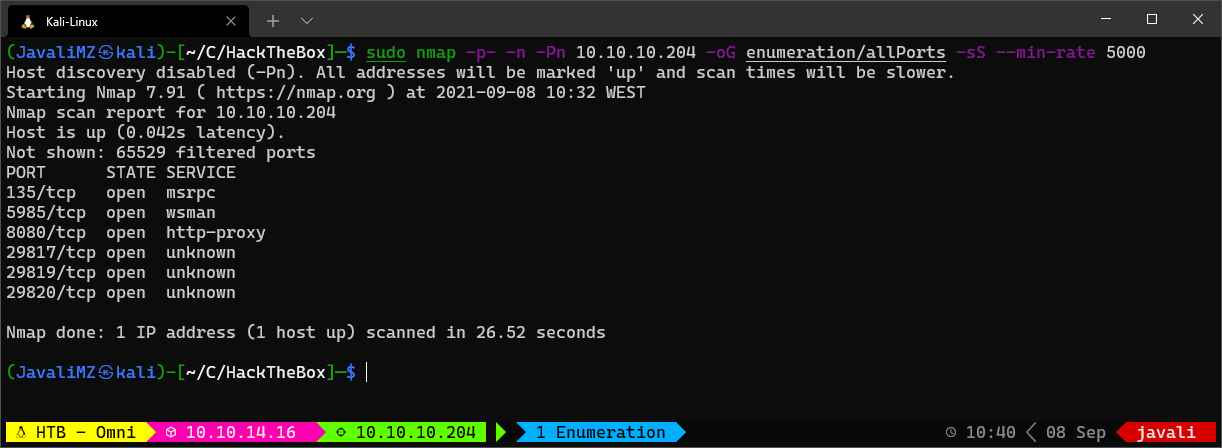 Kali-Linux
(JavaliMZ㉿kali)-[~/C/HackTheBox]─$ sudo nmap -p- -n -Pn 10.10.10.204 -oG enumeration/allPorts -sS --min-rate 5000
Host discovery disabled (-Pn). All addresses will be marked 'up' and scan times will be slower.
Starting Nmap 7.91 ( https://nmap.org ) at 2021-09-08 10:32 WEST
Nmap scan report for 10.10.10.204
Host is up (0.042s latency).
Not shown: 65529 filtered ports
PORT      STATE SERVICE
135/tcp   open  msrpc
5985/tcp  open  wsman
8080/tcp  open  http-proxy
29817/tcp open  unknown
29819/tcp open  unknown
29820/tcp open  unknown
Nmap done: 1 IP address (1 host up) scanned in 26.52 seconds
(JavaliMZ㉿kali)-[~/C/HackTheBox]─$
HTB - Omni 10.10.14.16 10.10.10.204 1 Enumeration 10:40 08 Sep javali